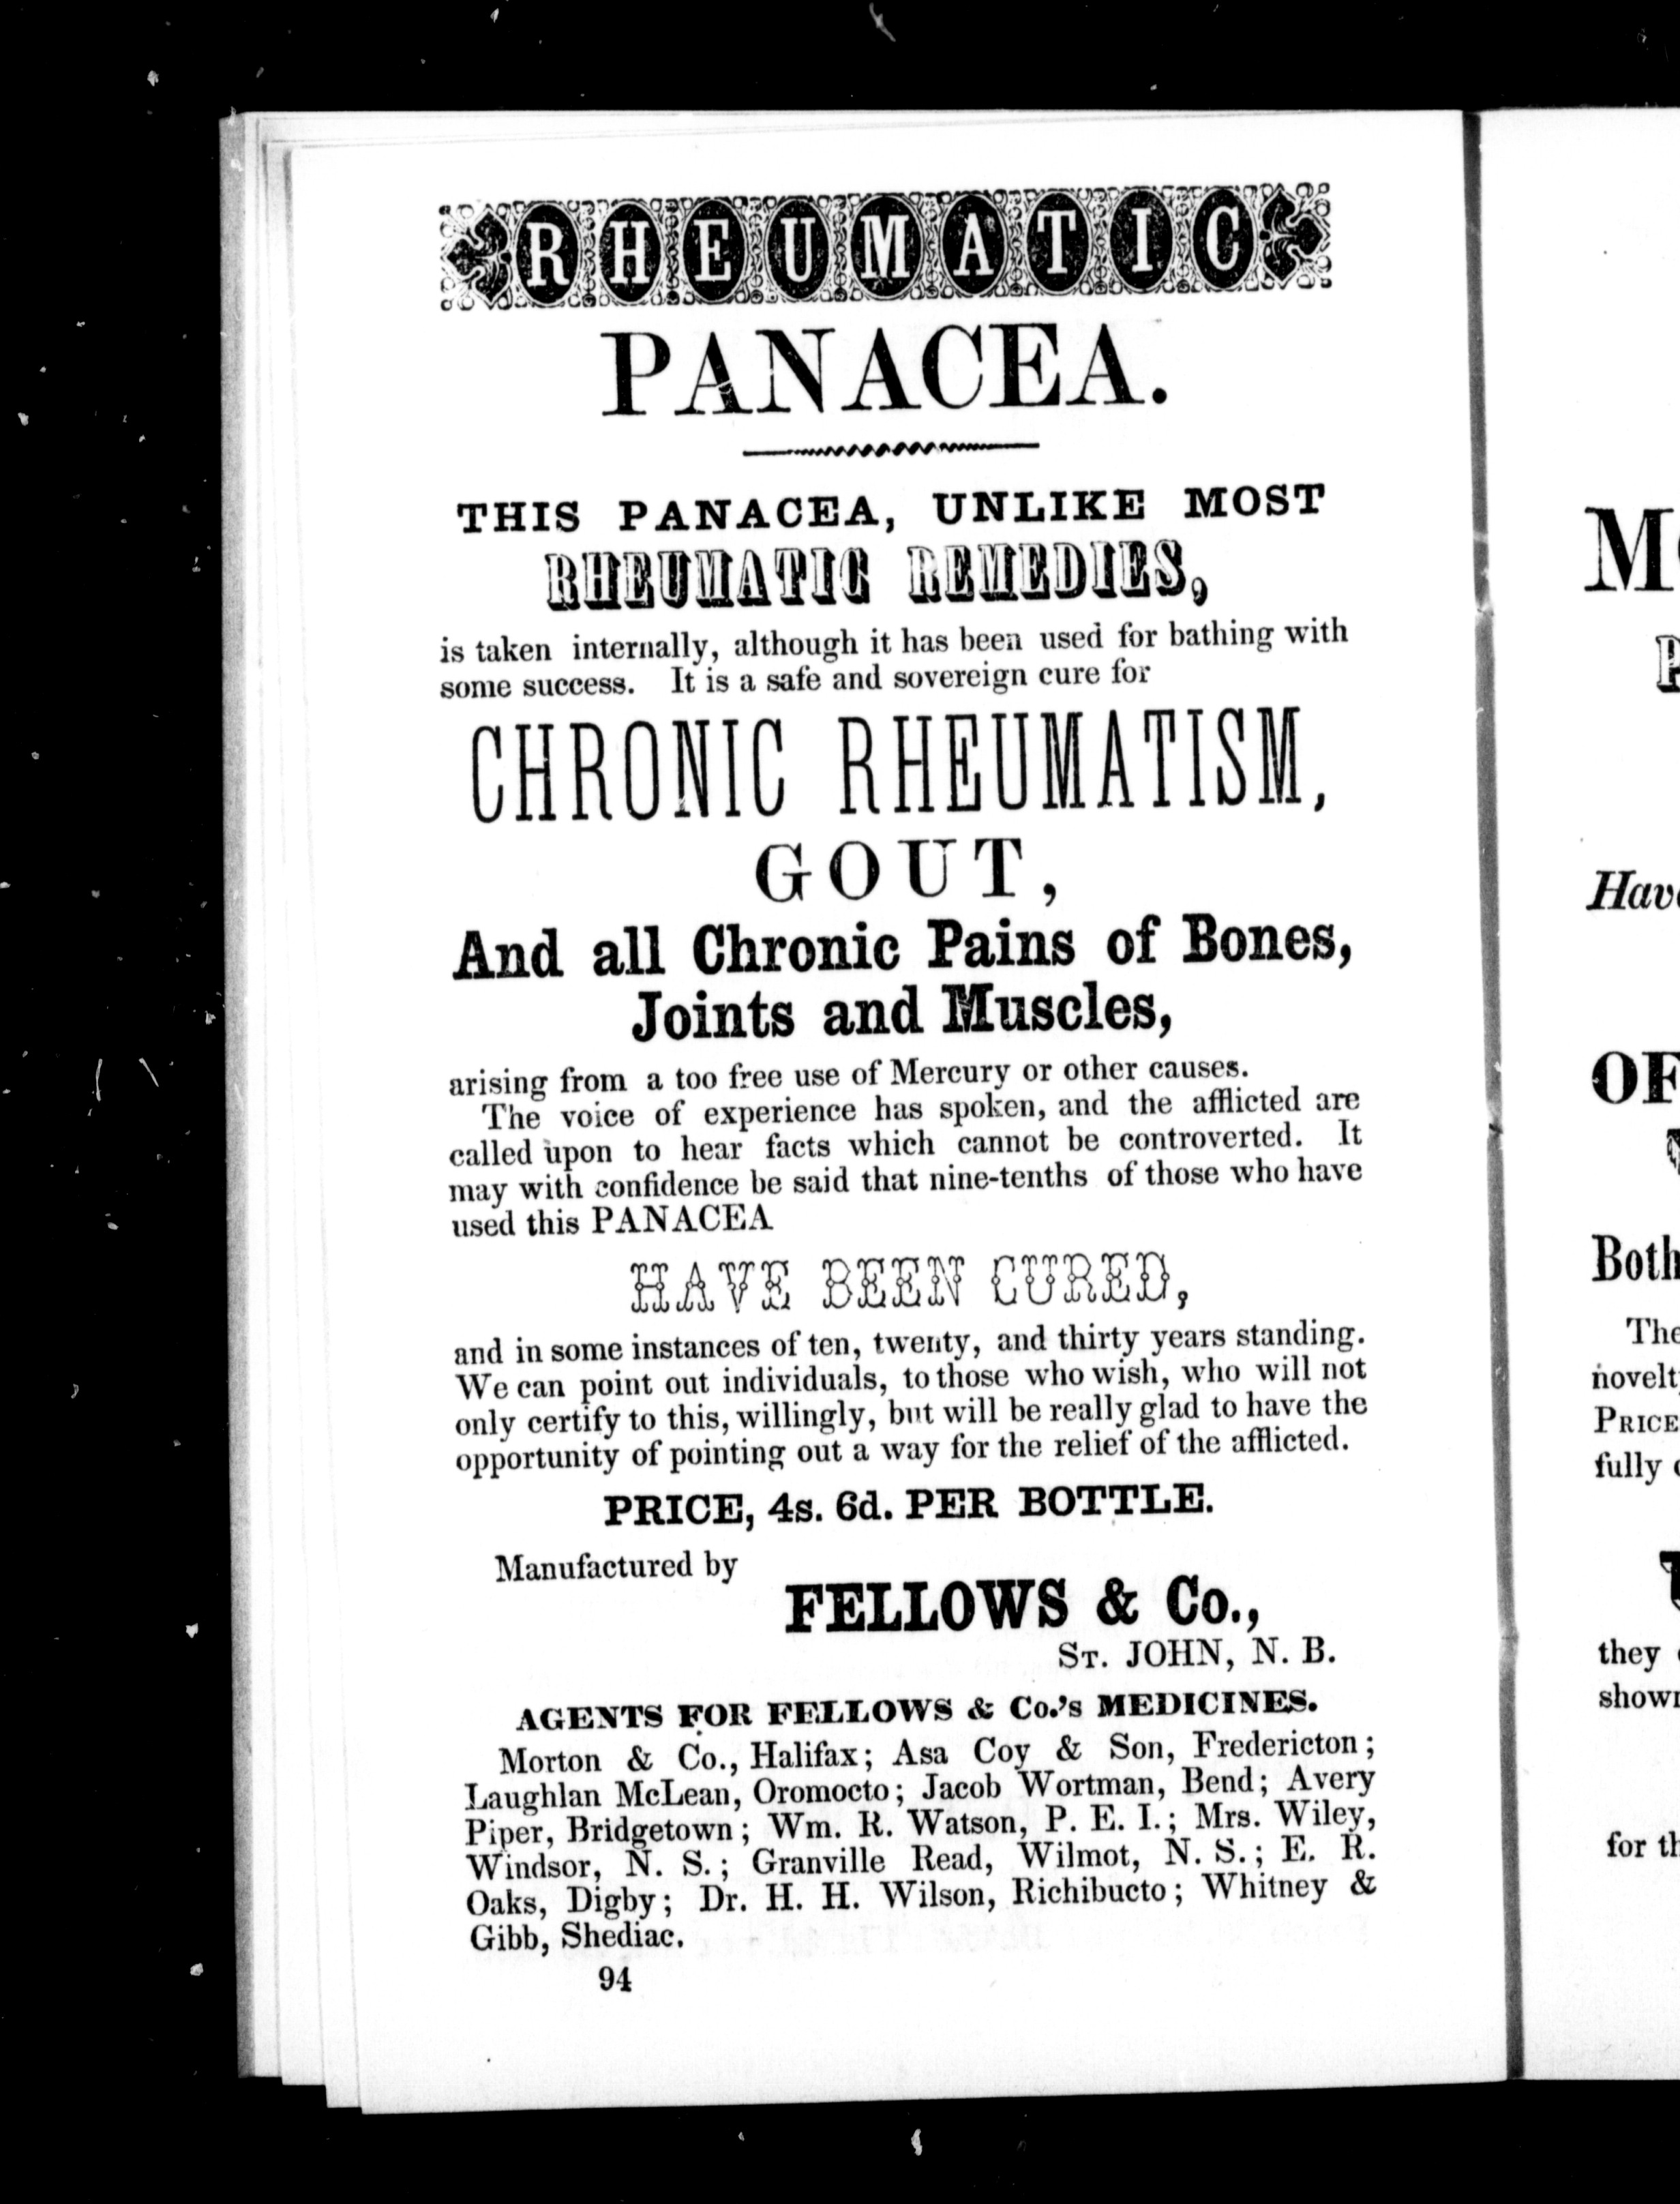 RHEUMATIC
PANACEA.
THIS PANACEA, UNLIKE MOST
RHEUMATIC REMEDIES,
is taken internally, although it has been used for bathing with
some success. It is a safe and sovereign cure for
CHRONIC RHEUMATISM,
GOUT,
And all Chronic Pains of Bones,
Joints and Muscles,
arising from a too free use of Mercury or other causes.
The voice of experience has spoken, and the afflicted are
called upon to hear facts which cannot be controverted. It
may with confidence be said that nine-tenths of those who have
used this PANACEA
HAVE BEEN CURED,
and in some instances of ten, twenty, and thirty years standing.
We can point out individuals, to those who wish, who will not
only certify to this, willingly, but will be really glad to have the
opportunity of pointing out a way for the relief of the afflicted.
PRICE, 4s. 6d. PER BOTTLE.
Manufactured by
FELLOWS & Co.,
ST. JOHN, N. B.
AGENTS FOR FELLOWS & Co.'s MEDICINES.
Morton & Co., Halifax; Asa Coy & Son, Fredericton;
Laughlan McLean, Oromocto; Jacob Wortman, Bend; Avery
Piper, Bridgetown; Wm. R. Watson, P. E. I.; Mrs. Wiley,
Windsor, N. S.; Granville Read, Wilmot, N. S.; E. R.
Oaks, Digby; Dr. H. H. Wilson, Richibucto; Whitney &
Gibb, Shediac.
94
OF
Both
The
PRICE
fully
they
for